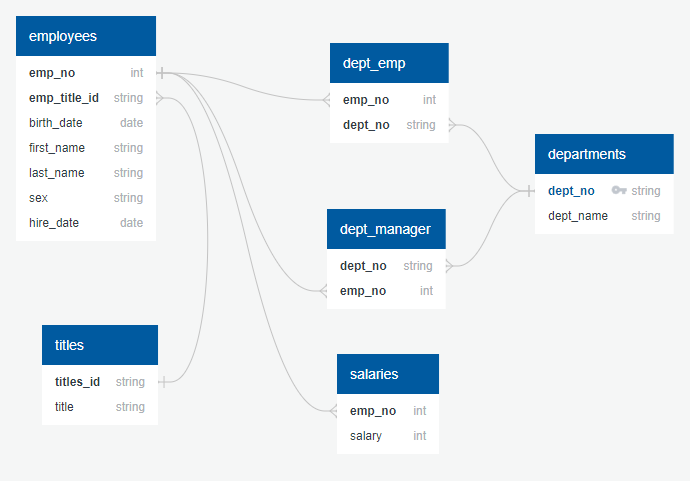 employees
emp_no int
emp_title_id string
birth_date date
first_name string
last_name string
sex string
hire_date date
dept_emp
emp_no int
dept_no string
departments
dept_no string
dept_name string
dept_manager
dept_no string
emp_no int
titles
titles_id string
title string
salaries
emp_no int
salary int